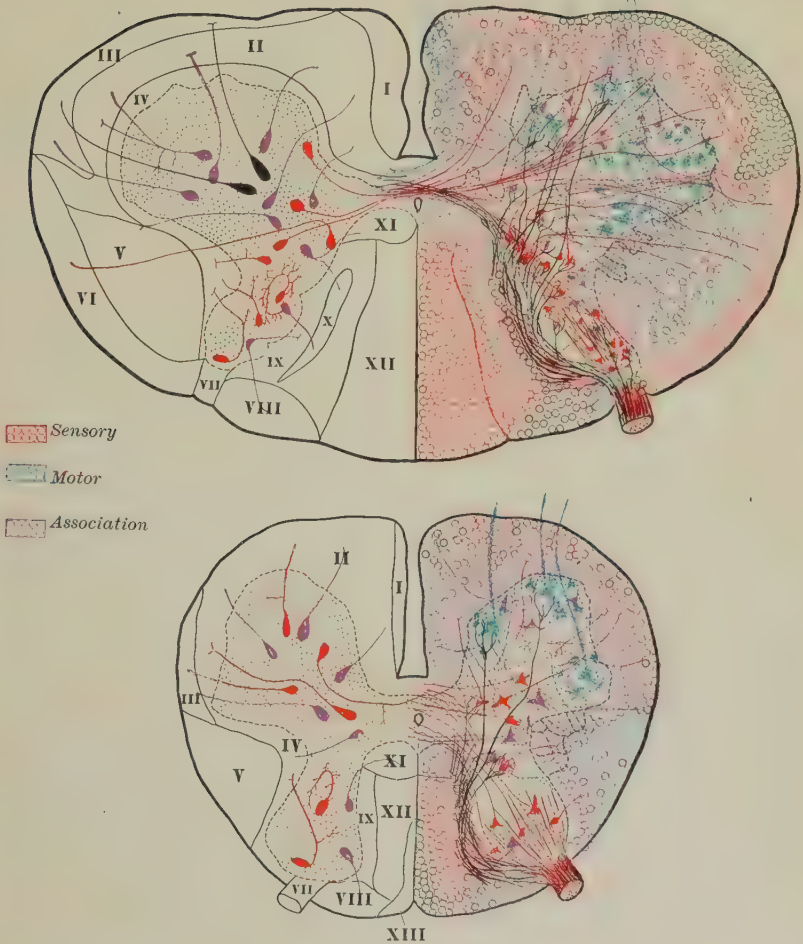 III
II
I
IV
V
VI
XI
X
IX
XII
VII
VIII
Sensory
Motor
Association
II
I
III
IV
V
XI
IX
XII
VII
VIII
XIII